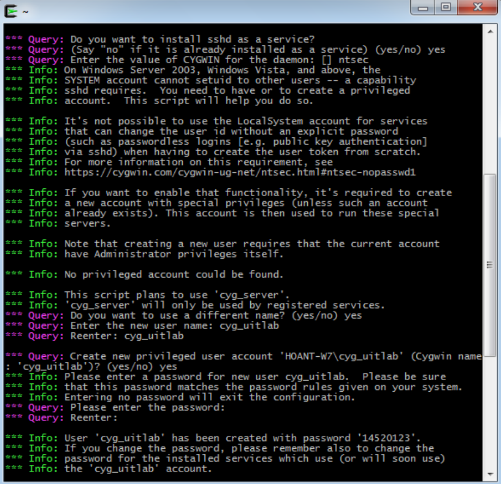 ~
*** Query: Do you want to install sshd as a service?
*** Query: (Say "no" if it is already installed as a service) (yes/no) yes
*** Query: Enter the value of CYGWIN for the daemon: [] ntsec
*** Info: On Windows Server 2003, Windows Vista, and above, the
*** Info: SYSTEM account cannot setuid to other users -- a capability
*** Info: sshd requires.  You need to have or to create a privileged
*** Info: account.  This script will help you do so.

*** Info: It's not possible to use the LocalSystem account for services
*** Info: that can change the user id without an explicit password
*** Info: (such as passwordless logins [e.g. public key authentication]
*** Info: via sshd) when having to create the user token from scratch.
*** Info: For more information on this requirement, see
*** Info: https://cygwin.com/cygwin-ug-net/ntsec.html#ntsec-nopasswd1

*** Info: If you want to enable that functionality, it's required to create
*** Info: a new account with special privileges (unless such an account
*** Info: already exists). This account is then used to run these special
*** Info: servers.

*** Info: Note that creating a new user requires that the current account
*** Info: have Administrator privileges itself.

*** Info: No privileged account could be found.

*** Info: This script plans to use 'cyg_server'.
*** Info: 'cyg_server' will only be used by registered services.
*** Query: Do you want to use a different name? (yes/no) yes
*** Query: Enter the new user name: cyg_uitlab
*** Query: Reenter: cyg_uitlab

*** Query: Create new privileged user account 'HOANT-W7\cyg_uitlab' (Cygwin name
: 'cyg_uitlab')? (yes/no) yes
*** Info: Please enter a password for new user cyg_uitlab.  Please be sure
*** Info: that this password matches the password rules given on your system.
*** Info: Entering no password will exit the configuration.
*** Query: Please enter the password:
*** Query: Reenter:

*** Info: User 'cyg_uitlab' has been created with password '14520123'.
*** Info: If you change the password, please remember also to change the
*** Info: password for the installed services which use (or will soon use)
*** Info: the 'cyg_uitlab' account.